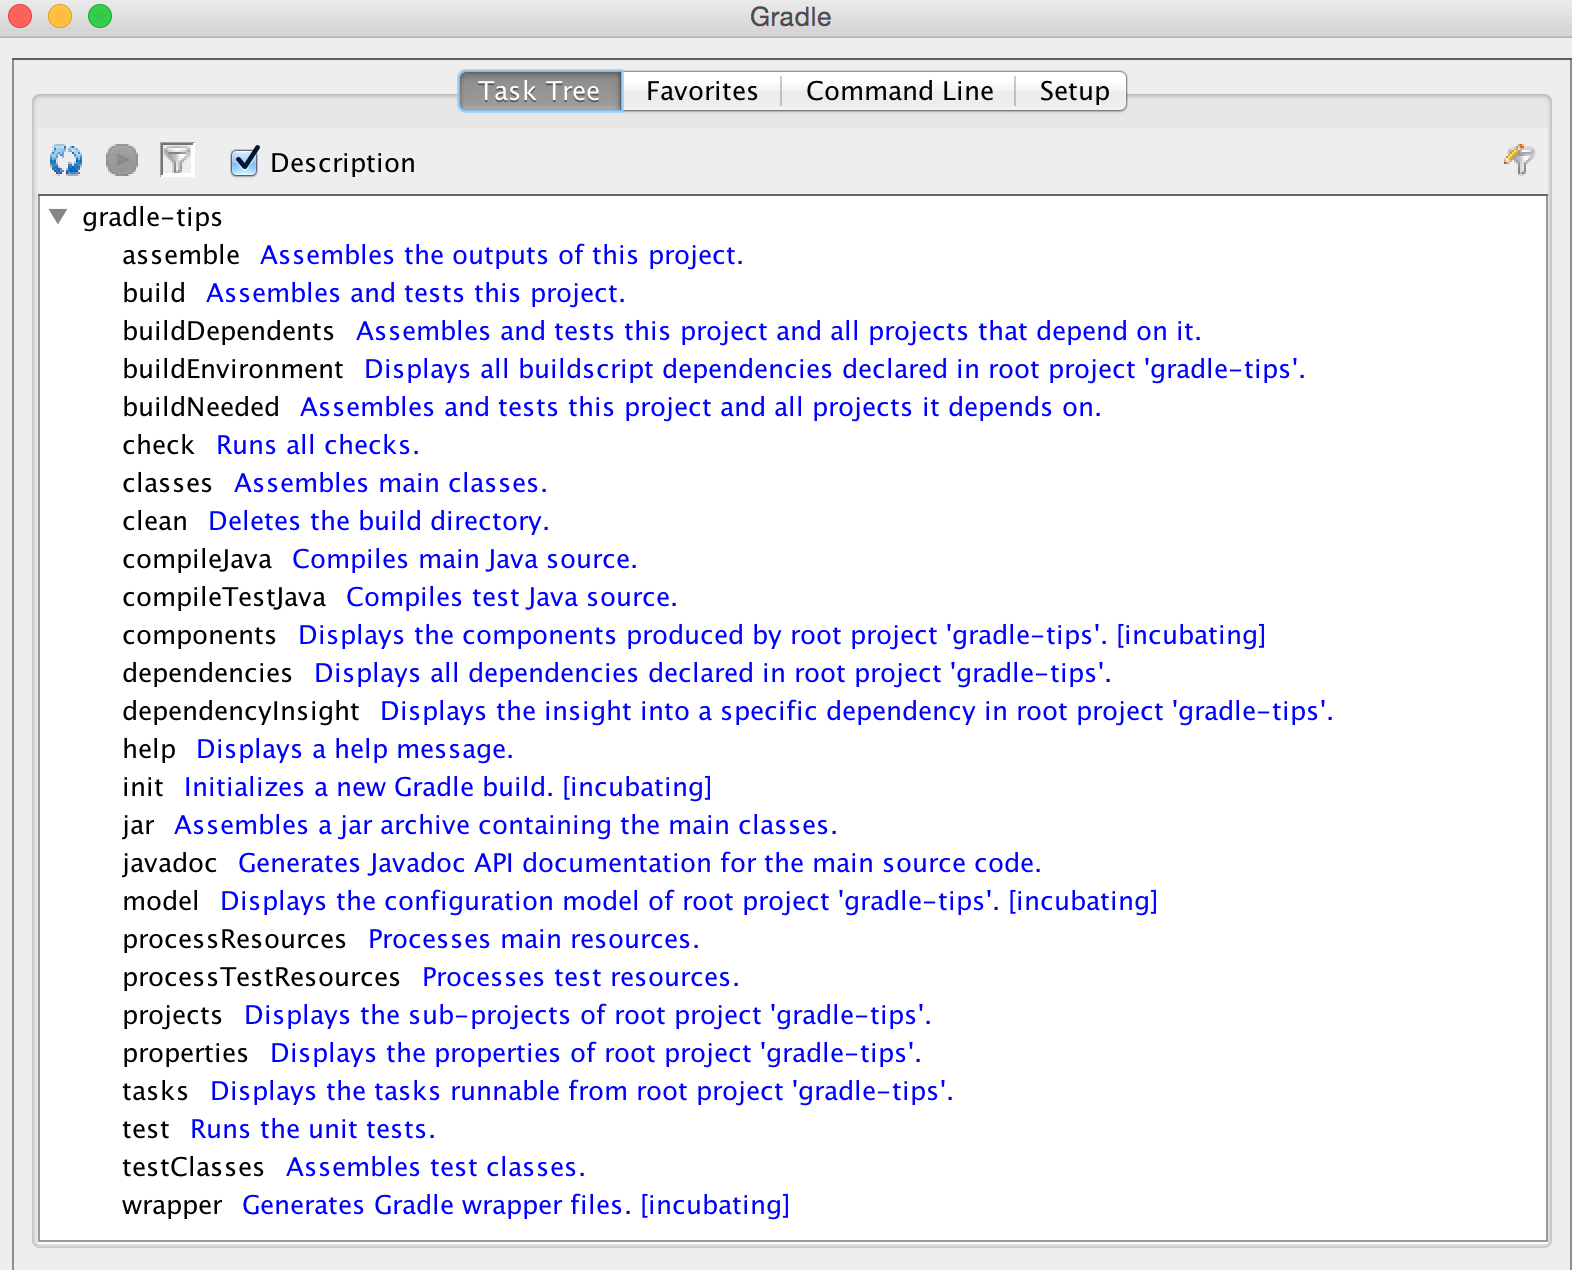 Gradle
Task Tree Favorites Command Line Setup
Description
gradle-tips
assemble Assembles the outputs of this project.
build Assembles and tests this project.
buildDependents Assembles and tests this project and all projects that depend on it.
buildEnvironment Displays all buildscript dependencies declared in root project 'gradle-tips'.
buildNeeded Assembles and tests this project and all projects it depends on.
check Runs all checks.
classes Assembles main classes.
clean Deletes the build directory.
compileJava Compiles main Java source.
compileTestJava Compiles test Java source.
components Displays the components produced by root project 'gradle-tips'. [incubating]
dependencies Displays all dependencies declared in root project 'gradle-tips'.
dependencyInsight Displays the insight into a specific dependency in root project 'gradle-tips'.
help Displays a help message.
init Initializes a new Gradle build. [incubating]
jar Assembles a jar archive containing the main classes.
javadoc Generates Javadoc API documentation for the main source code.
model Displays the configuration model of root project 'gradle-tips'. [incubating]
processResources Processes main resources.
processTestResources Processes test resources.
projects Displays the sub-projects of root project 'gradle-tips'.
properties Displays the properties of root project 'gradle-tips'.
tasks Displays the tasks runnable from root project 'gradle-tips'.
test Runs the unit tests.
testClasses Assembles test classes.
wrapper Generates Gradle wrapper files. [incubating]